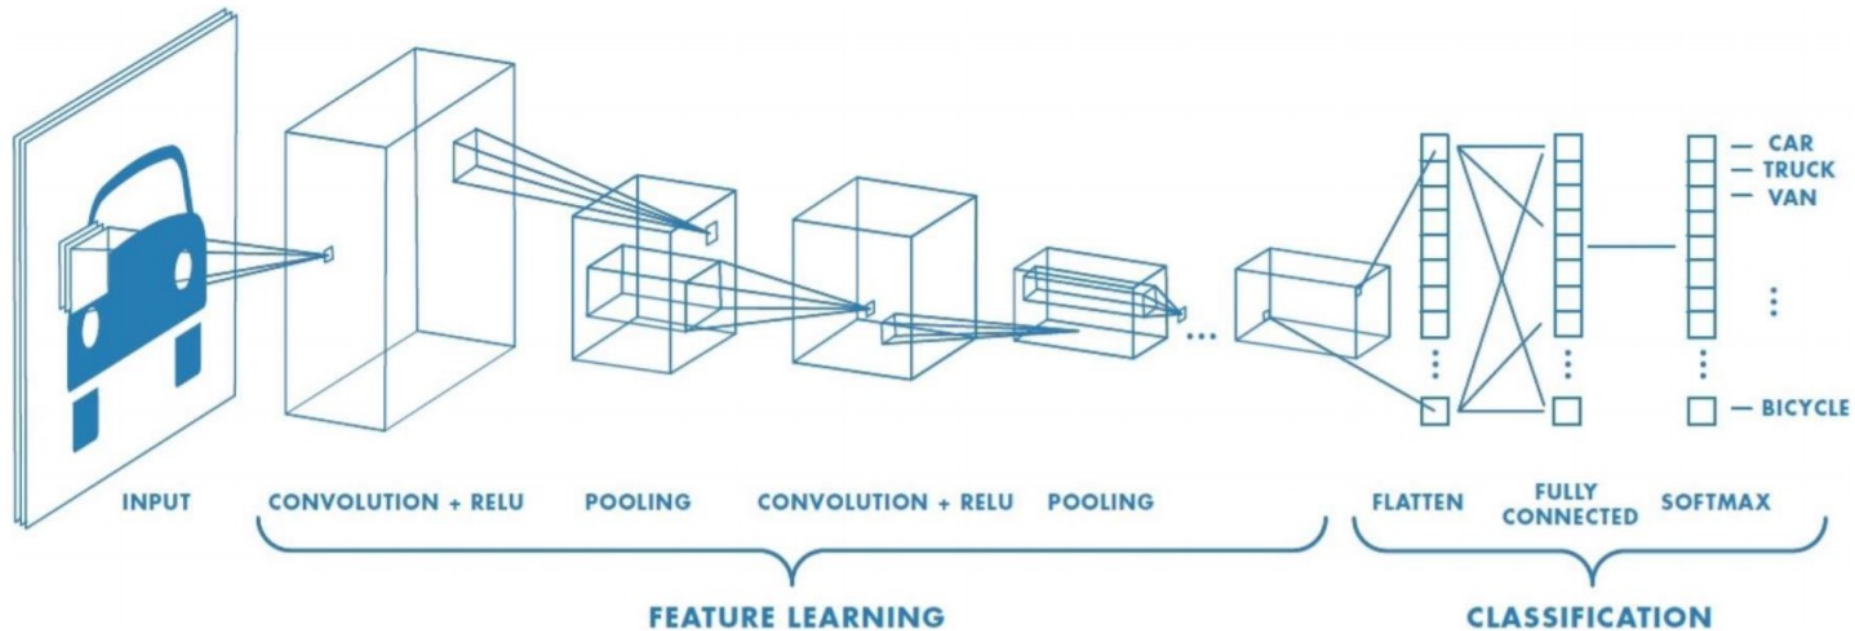 CAR
TRUCK
VAN
BICYCLE
INPUT
CONVOLUTION + RELU
POOLING
CONVOLUTION + RELU
POOLING
FLATTEN
FULLY
CONNECTED
SOFTMAX
FEATURE LEARNING
CLASSIFICATION